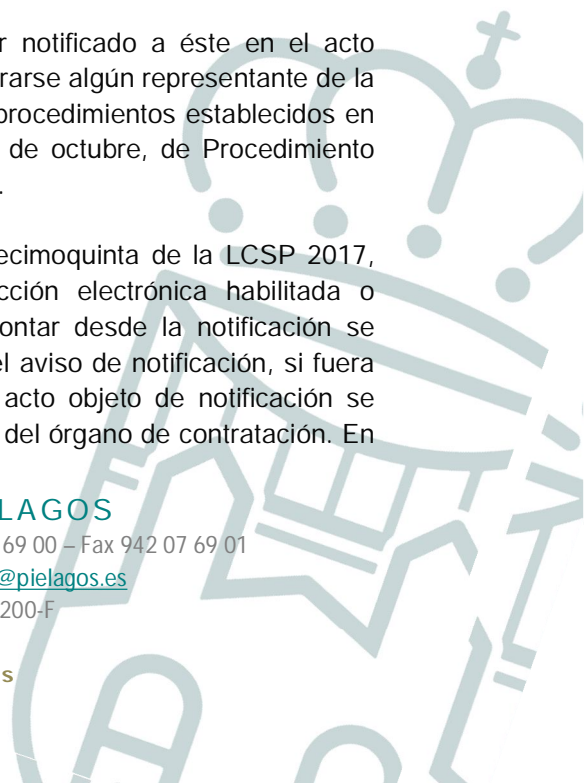 r notificado a éste en el acto
rarse algún representante de la
procedimientos establecidos en
de octubre, de Procedimiento
.
ecimoquinta de la LCSP 2017,
cción electrónica habilitada o
ontar desde la notificación se
el aviso de notificación, si fuera
acto objeto de notificación se
del órgano de contratación. En
LAGOS
69 00 – Fax 942 07 69 01
@pielagos.es
200-F
s